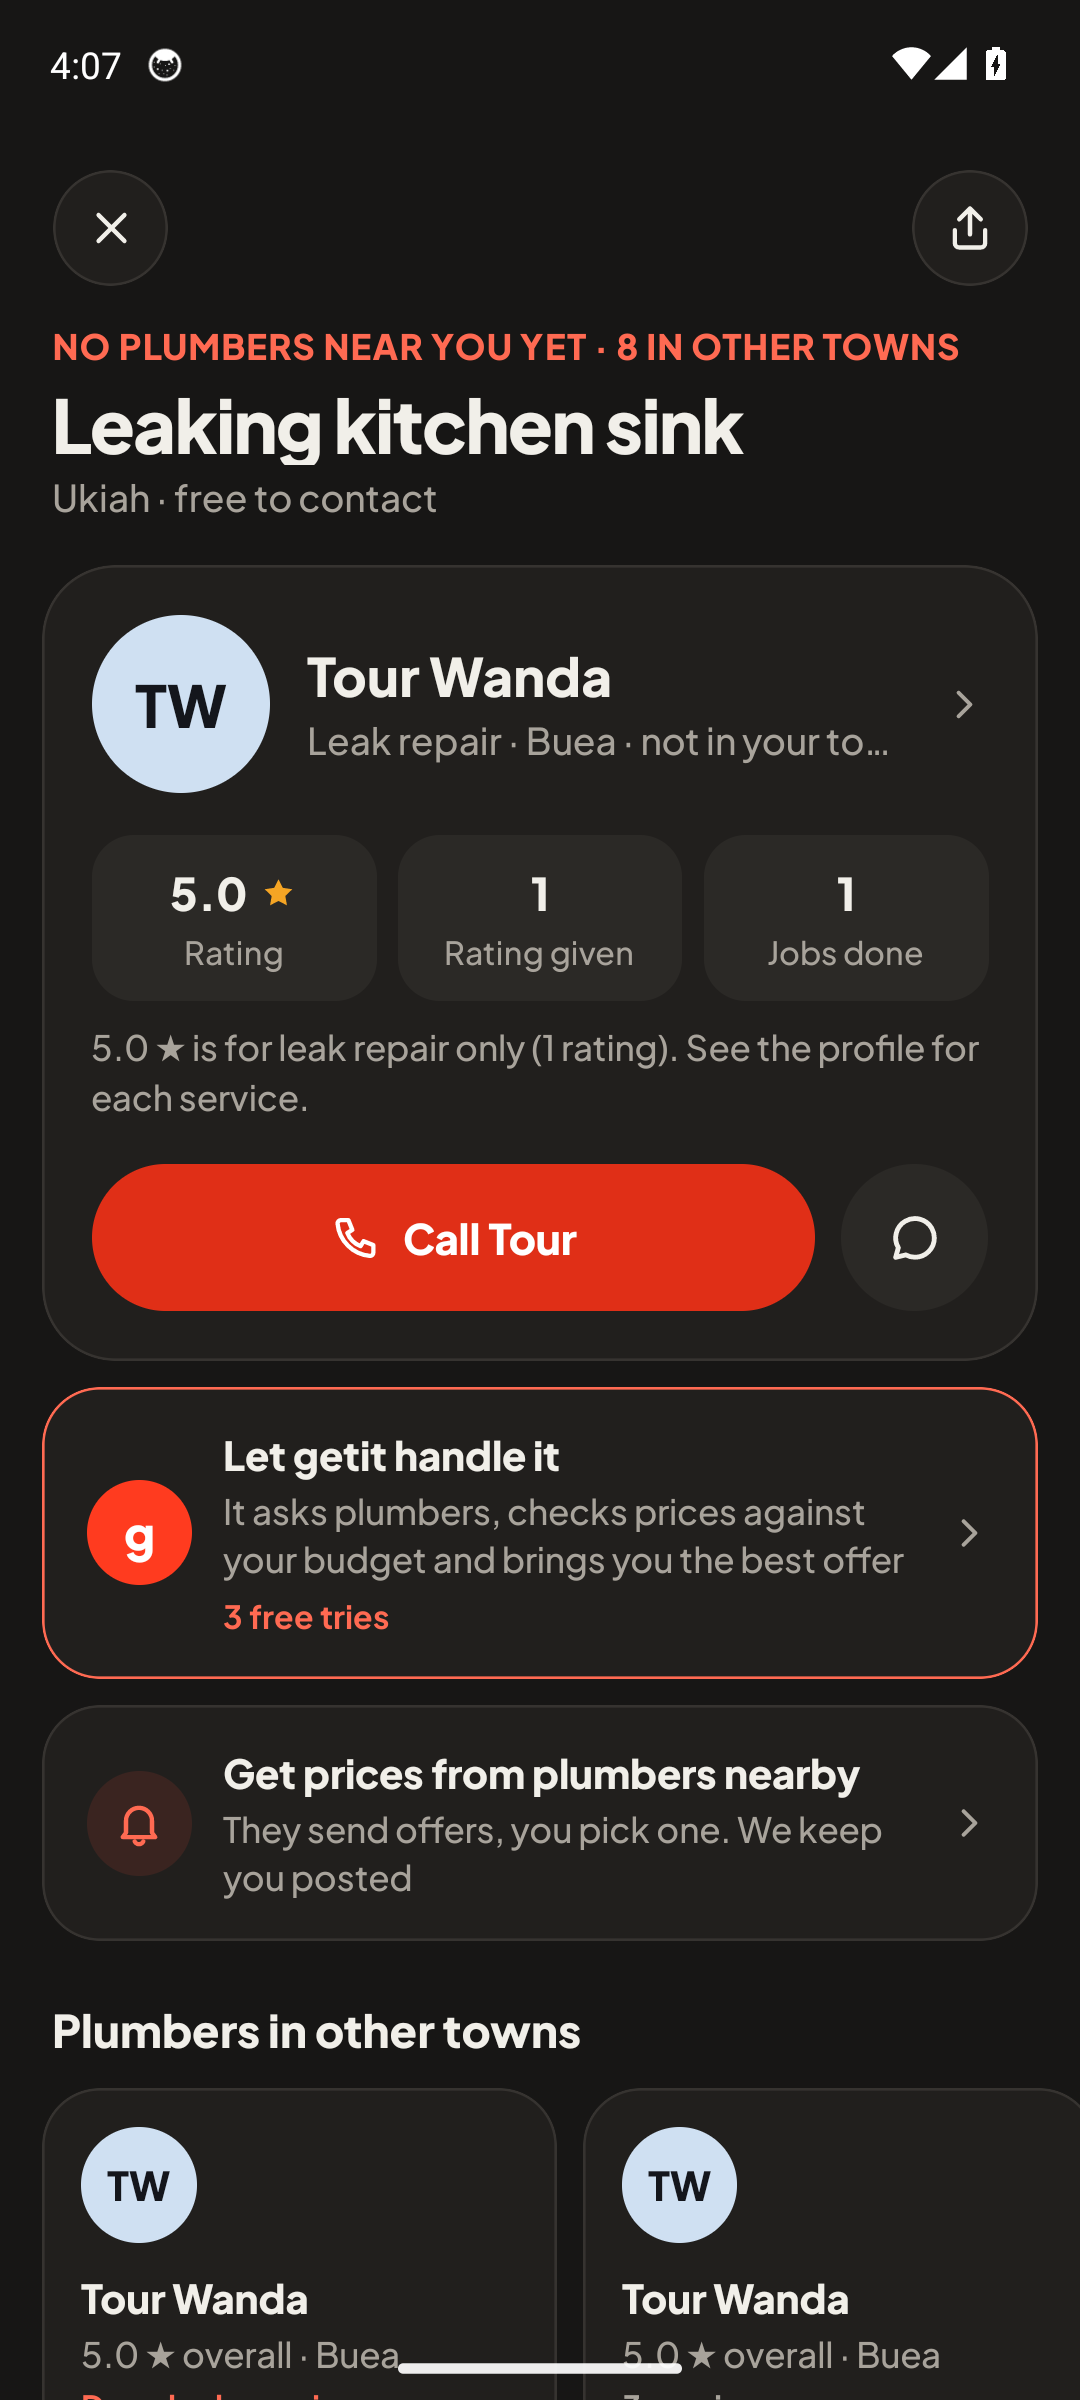 4:07
NO PLUMBERS NEAR YOU YET · 8 IN OTHER TOWNS
Leaking kitchen sink
Ukiah · free to contact
TW
Tour Wanda
Leak repair · Buea · not in your to...
5.0 ★
Rating
1
Rating given
1
Jobs done
5.0 ★ is for leak repair only (1 rating). See the profile for
each service.
Call Tour
Let getit handle it
g
It asks plumbers, checks prices against
your budget and brings you the best offer
3 free tries
Get prices from plumbers nearby
They send offers, you pick one. We keep
you posted
Plumbers in other towns
TW
Tour Wanda
5.0 ★ overall · Buea
TW
Tour Wanda
5.0 ★ overall · Buea